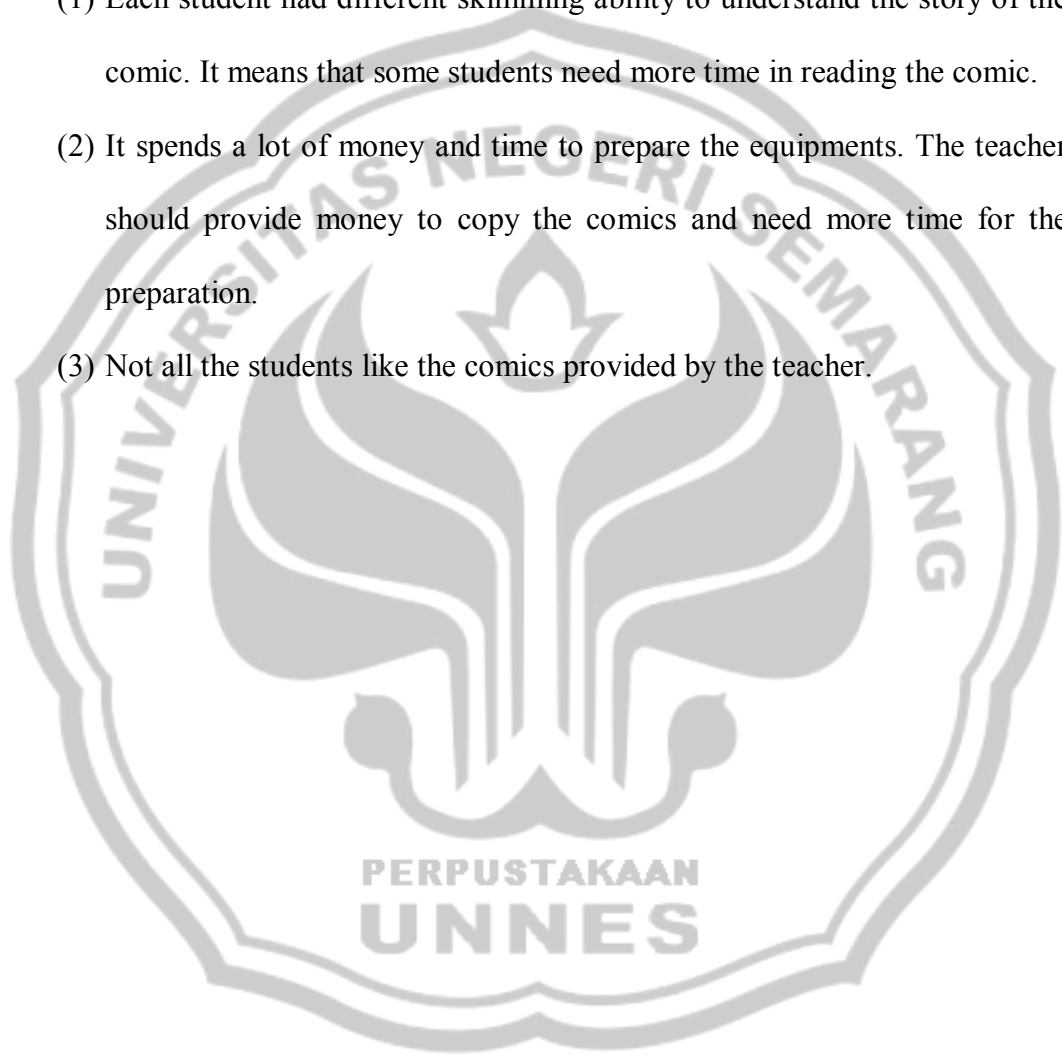 (1) Each student had different skimming ability to understand the story of the
comic. It means that some students need more time in reading the comic.
(2) It spends a lot of money and time to prepare the equipments. The teacher
should provide money to copy the comics and need more time for the
preparation.
(3) Not all the students like the comics provided by the teacher.
UNIVERSITAS NEGERI SEMARANG
PERPUSTAKAAN
UNNES